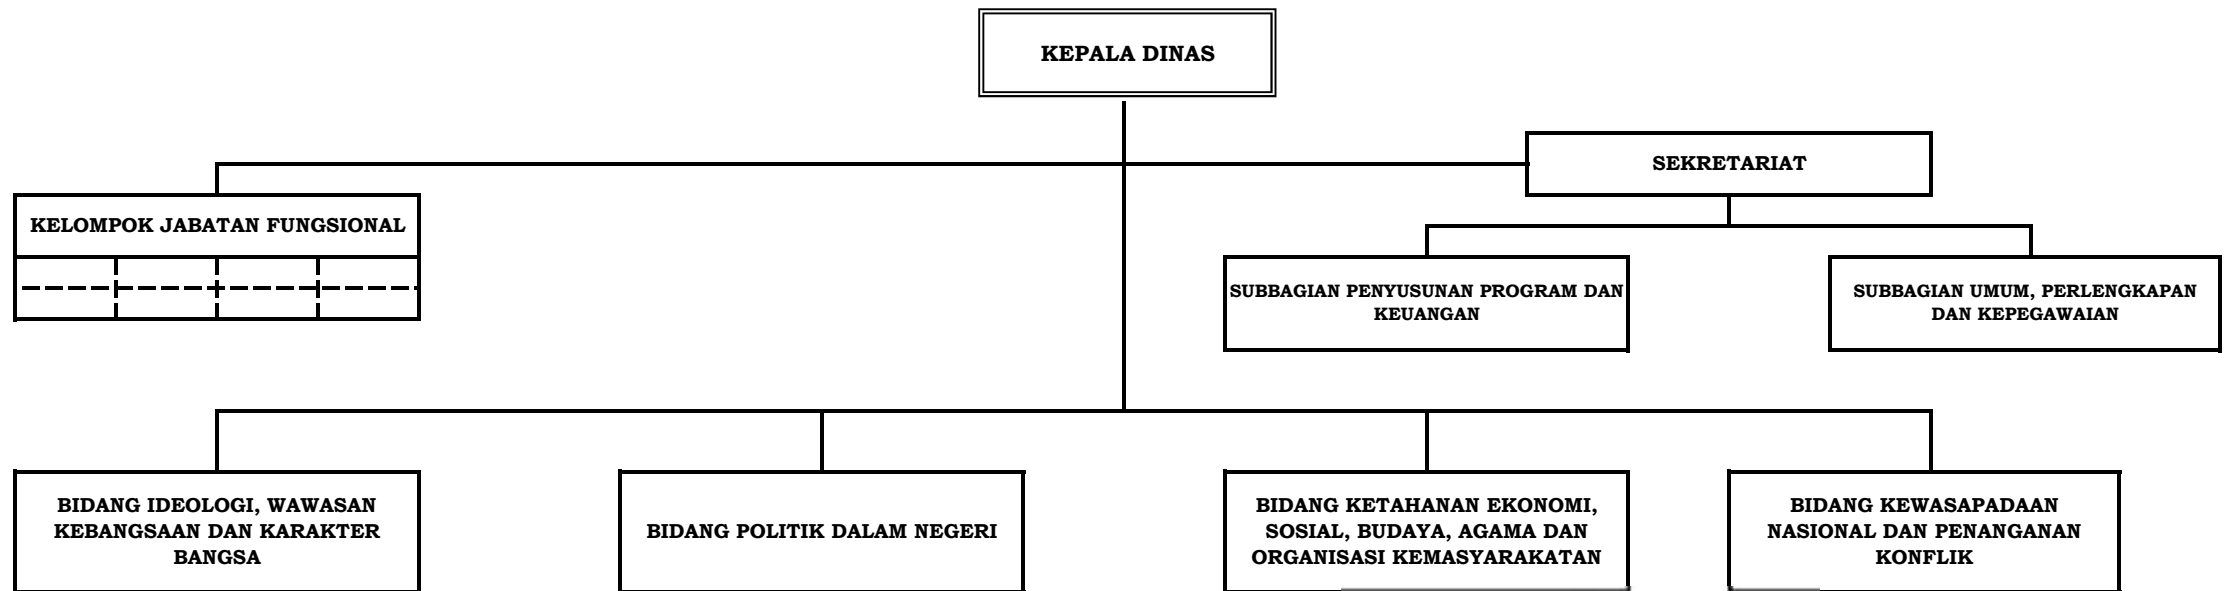 KEPALA DINAS
SEKRETARIAT
KELOMPOK JABATAN FUNGSIONAL
SUBBAGIAN PENYUSUNAN PROGRAM DAN
KEUANGAN
SUBBAGIAN UMUM, PERLENGKAPAN
DAN KEPEGAWAIAN
BIDANG IDEOLOGI, WAWASAN
KEBANGSAAN DAN KARAKTER
BANGSA
BIDANG POLITIK DALAM NEGERI
BIDANG KETAHANAN EKONOMI,
SOSIAL, BUDAYA, AGAMA DAN
ORGANISASI KEMASYARAKATAN
BIDANG KEWASAPADAAN
NASIONAL DAN PENANGANAN
KONFLIK